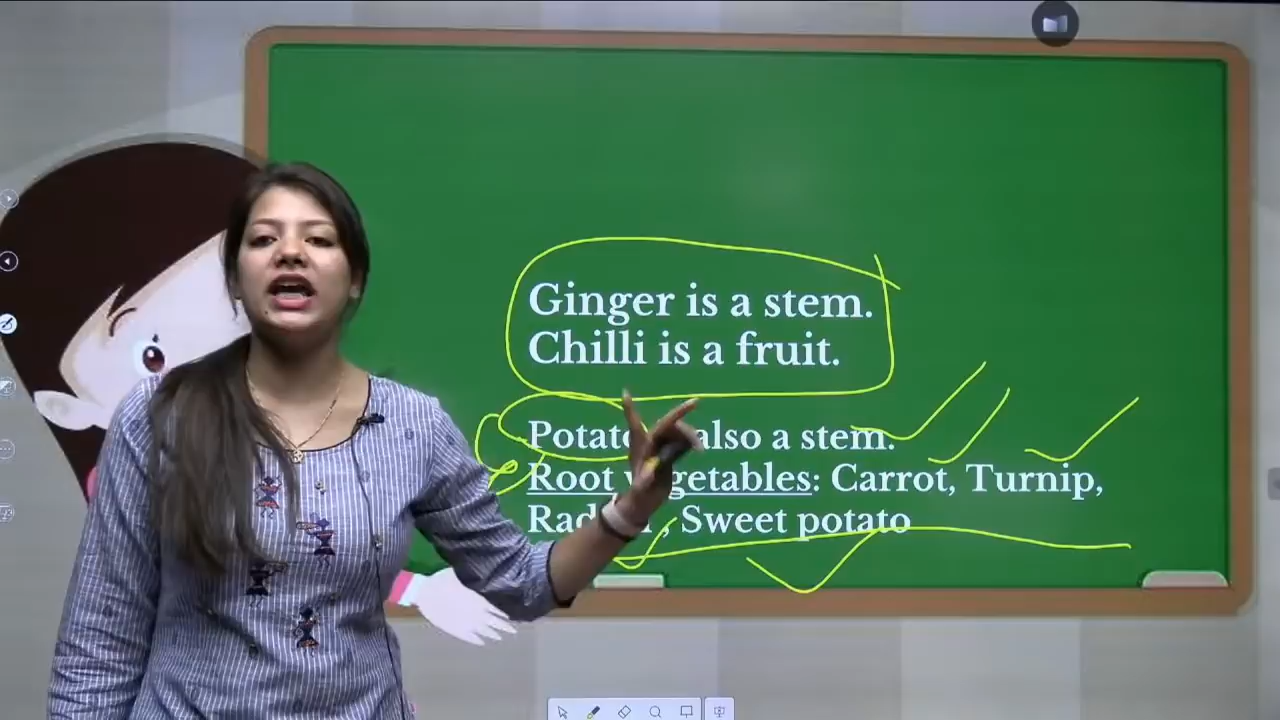 Ginger is a stem.
Chilli is a fruit.
also a stem.
Root vegetables: Carrot, Turnip,
Sweet potato